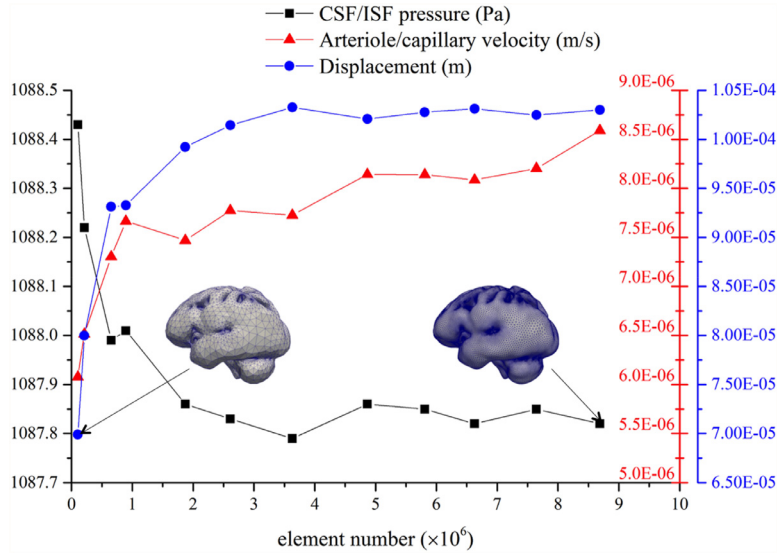 CSF/ISF pressure (Pa)
Arteriole/capillary velocity (m/s)
Displacement (m)
1088.5
1088.4
1088.3
1088.2
1088.1
1088.0
1087.9
1087.8
1087.7
9.0E-06
8.5E-06
8.0E-06
7.5E-06
7.0E-06
6.5E-06
6.0E-06
5.5E-06
5.0E-06
1.05E-04
1.00E-04
9.50E-05
9.00E-05
8.50E-05
8.00E-05
7.50E-05
7.00E-05
6.50E-05
0 1 2 3 4 5 6 7 8 9 10
element number (×10⁶)